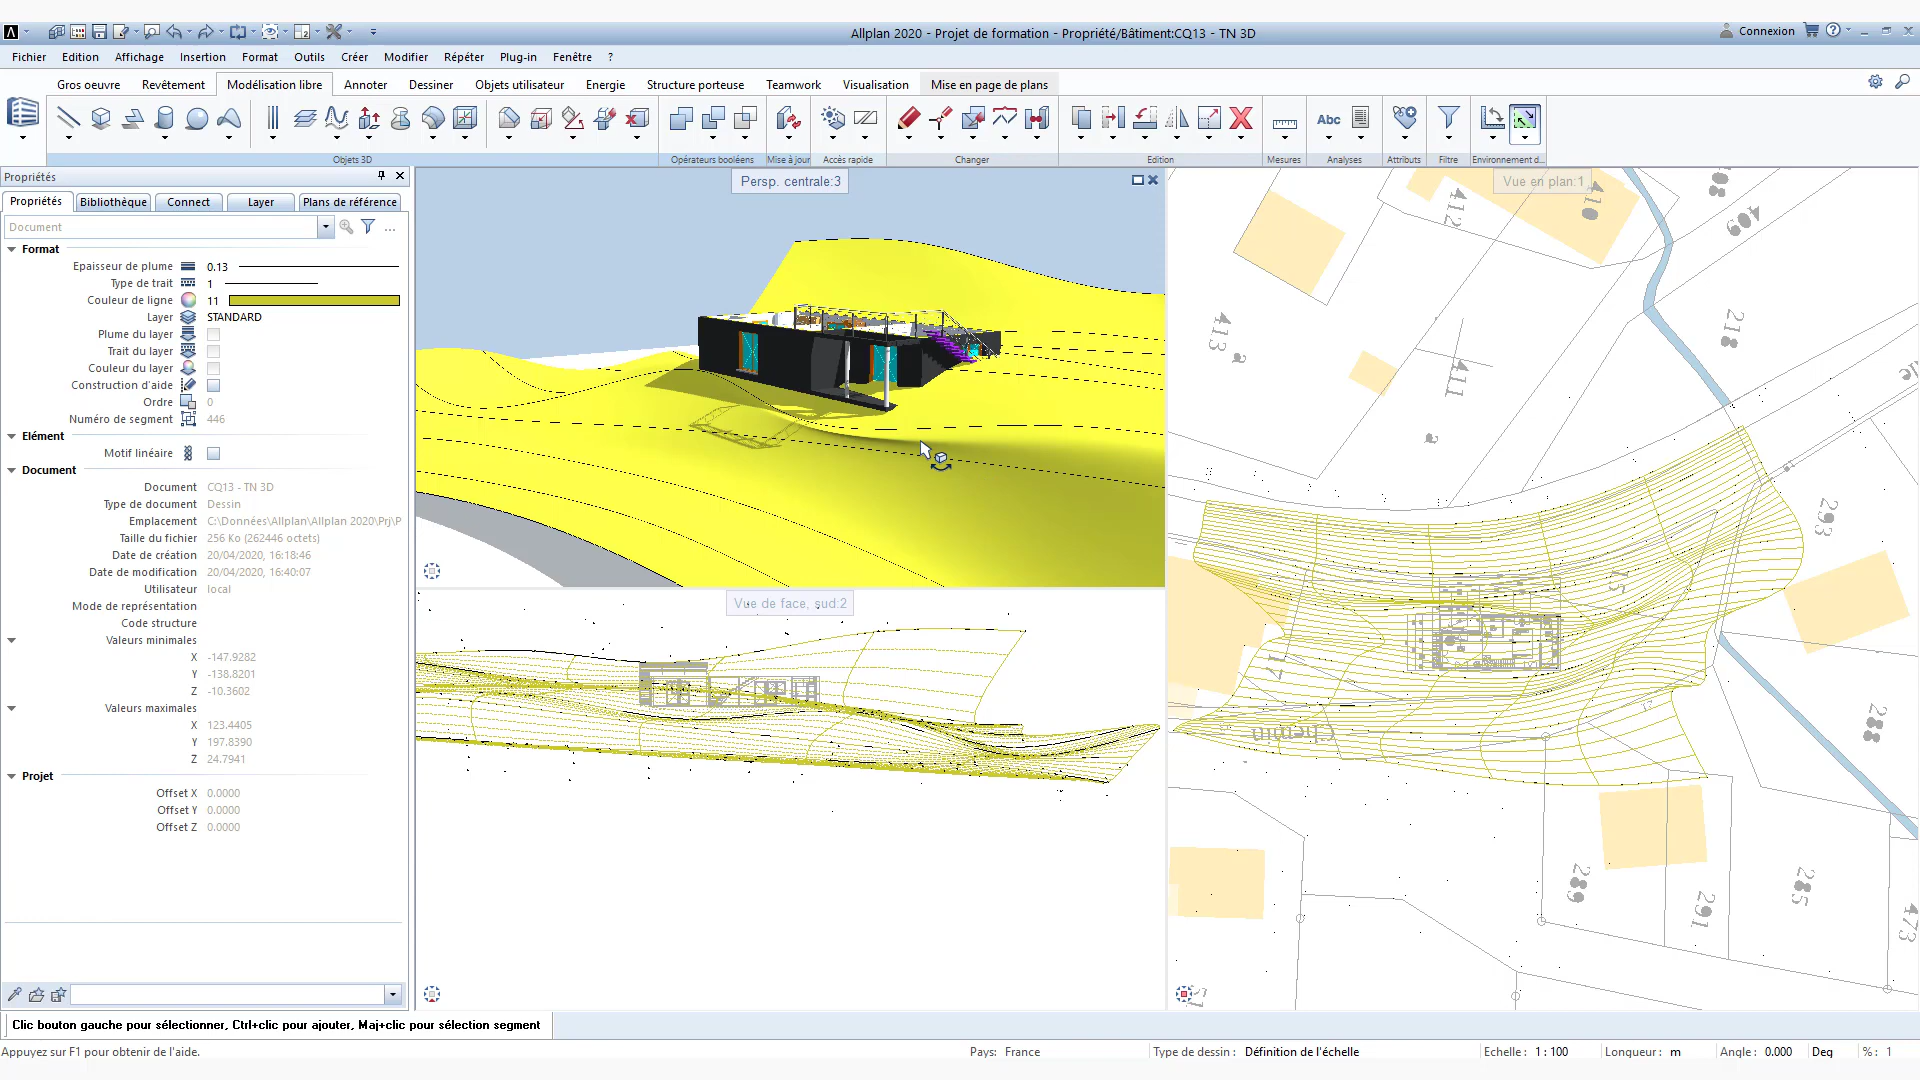 Allplan 2020 - Projet de formation - Propriété/Bâtiment:CQ13 - TN 3D
Connexion
Fichier Edition Affichage Insertion Format Outils Créer Modifier Répéter Plug-in Fenêtre ?
Gros oeuvre Revêtement Modélisation libre Annoter Dessiner Objets utilisateur Energie Structure porteuse Teamwork Visualisation Mise en page de plans
Abc
Objets 3D Opérateurs booléens Mise à jour Accès rapide Changer Edition Mesures Analyses Attributs Filtre Environnement d...
Propriétés
Propriétés Bibliothèque Connect Layer Plans de référence
Document
...
Format
Epaisseur de plume 0.13
Type de trait 1
Couleur de ligne 11
Layer STANDARD
Plume du layer
Trait du layer
Couleur du layer
Construction d'aide
Ordre 0
Numéro de segment 446
Elément
Motif linéaire
Document
Document CQ13 - TN 3D
Type de document Dessin
Emplacement C:\Données\Allplan\Allplan 2020\Prj\P
Taille du fichier 256 Ko (262446 octets)
Date de création 20/04/2020, 16:18:46
Date de modification 20/04/2020, 16:40:07
Utilisateur local
Mode de représentation
Code structure
Valeurs minimales
X -147.9282
Y -138.8201
Z -10.3602
Valeurs maximales
X 123.4405
Y 197.8390
Z 24.7941
Projet
Offset X 0.0000
Offset Y 0.0000
Offset Z 0.0000
Persp. centrale:3
Vue de face, sud:2
Vue en plan:1
410
412
408
409
413
a
218
411
a
293
15
17
Chemin
288
289
291
285
473
Clic bouton gauche pour sélectionner, Ctrl+clic pour ajouter, Maj+clic pour sélection segment
Appuyez sur F1 pour obtenir de l'aide.
Pays: France
Type de dessin : Définition de l'échelle
Echelle : 1 : 100
Longueur : m
Angle : 0.000 Deg
% : 1